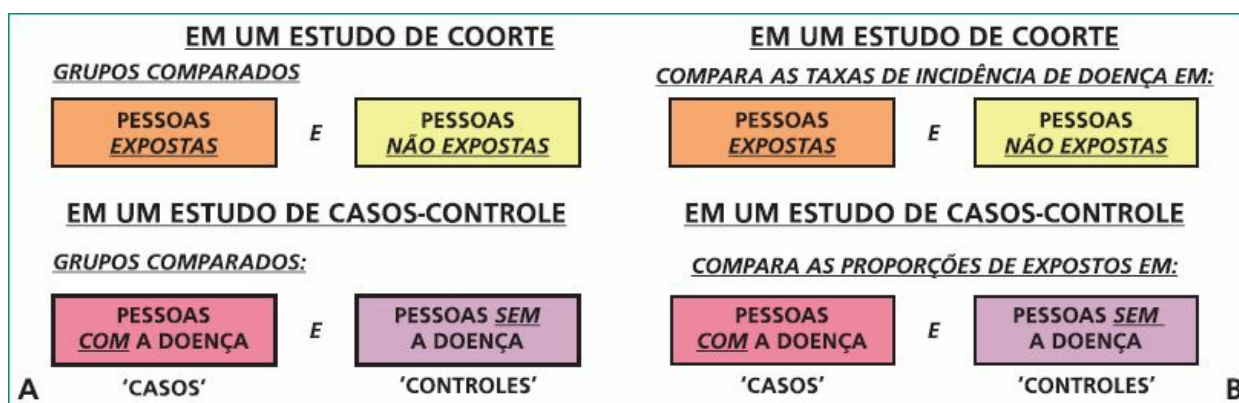 EM UM ESTUDO DE COORTE
GRUPOS COMPARADOS
PESSOAS
EXPOSTAS
E
PESSOAS
NÃO EXPOSTAS
EM UM ESTUDO DE CASOS-CONTROLE
GRUPOS COMPARADOS:
PESSOAS
COM A DOENÇA
E
PESSOAS SEM
A DOENÇA
A
'CASOS'
'CONTROLES'
EM UM ESTUDO DE COORTE
COMPARA AS TAXAS DE INCIDÊNCIA DE DOENÇA EM:
PESSOAS
EXPOSTAS
E
PESSOAS
NÃO EXPOSTAS
EM UM ESTUDO DE CASOS-CONTROLE
COMPARA AS PROPORÇÕES DE EXPOSTOS EM:
PESSOAS
COM A DOENÇA
E
PESSOAS SEM
A DOENÇA
'CASOS'
'CONTROLES'
B